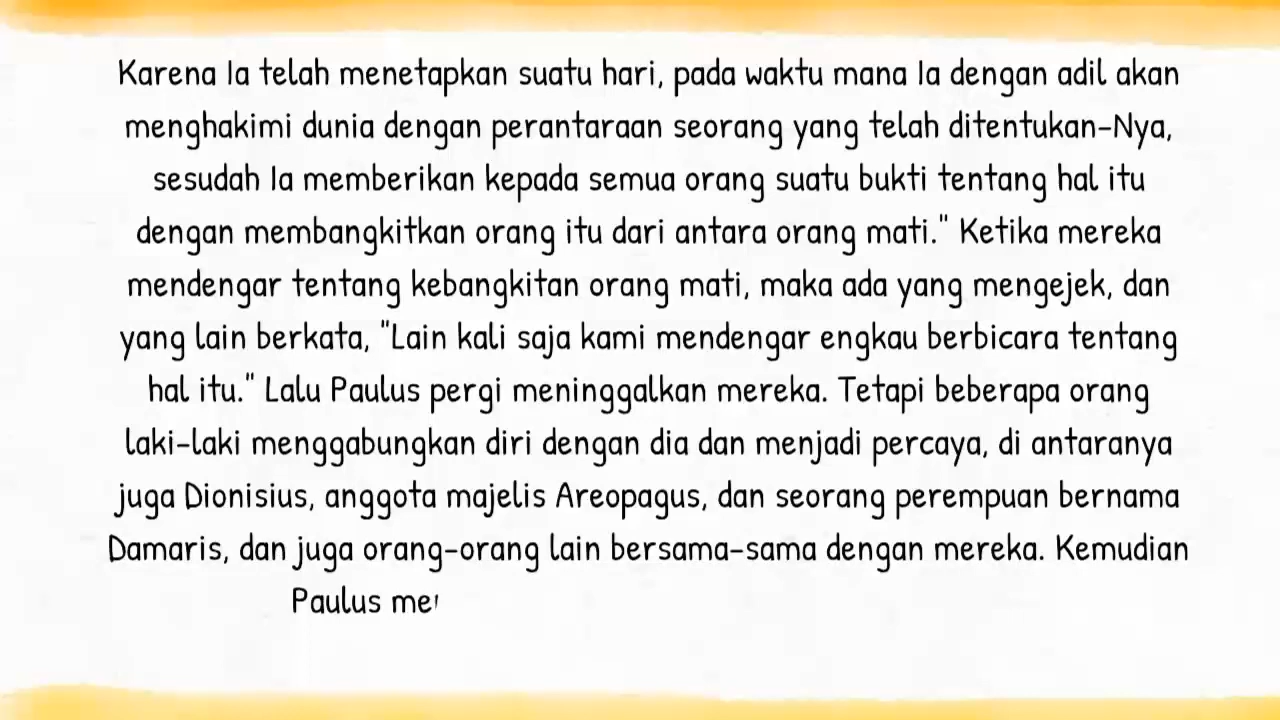 Karena Ia telah menetapkan suatu hari, pada waktu mana Ia dengan adil akan
menghakimi dunia dengan perantaraan seorang yang telah ditentukan-Nya,
sesudah Ia memberikan kepada semua orang suatu bukti tentang hal itu
dengan membangkitkan orang itu dari antara orang mati." Ketika mereka
mendengar tentang kebangkitan orang mati, maka ada yang mengejek, dan
yang lain berkata, "Lain kali saja kami mendengar engkau berbicara tentang
hal itu." Lalu Paulus pergi meninggalkan mereka. Tetapi beberapa orang
laki-laki menggabungkan diri dengan dia dan menjadi percaya, di antaranya
juga Dionisius, anggota majelis Areopagus, dan seorang perempuan bernama
Damaris, dan juga orang-orang lain bersama-sama dengan mereka. Kemudian
Paulus